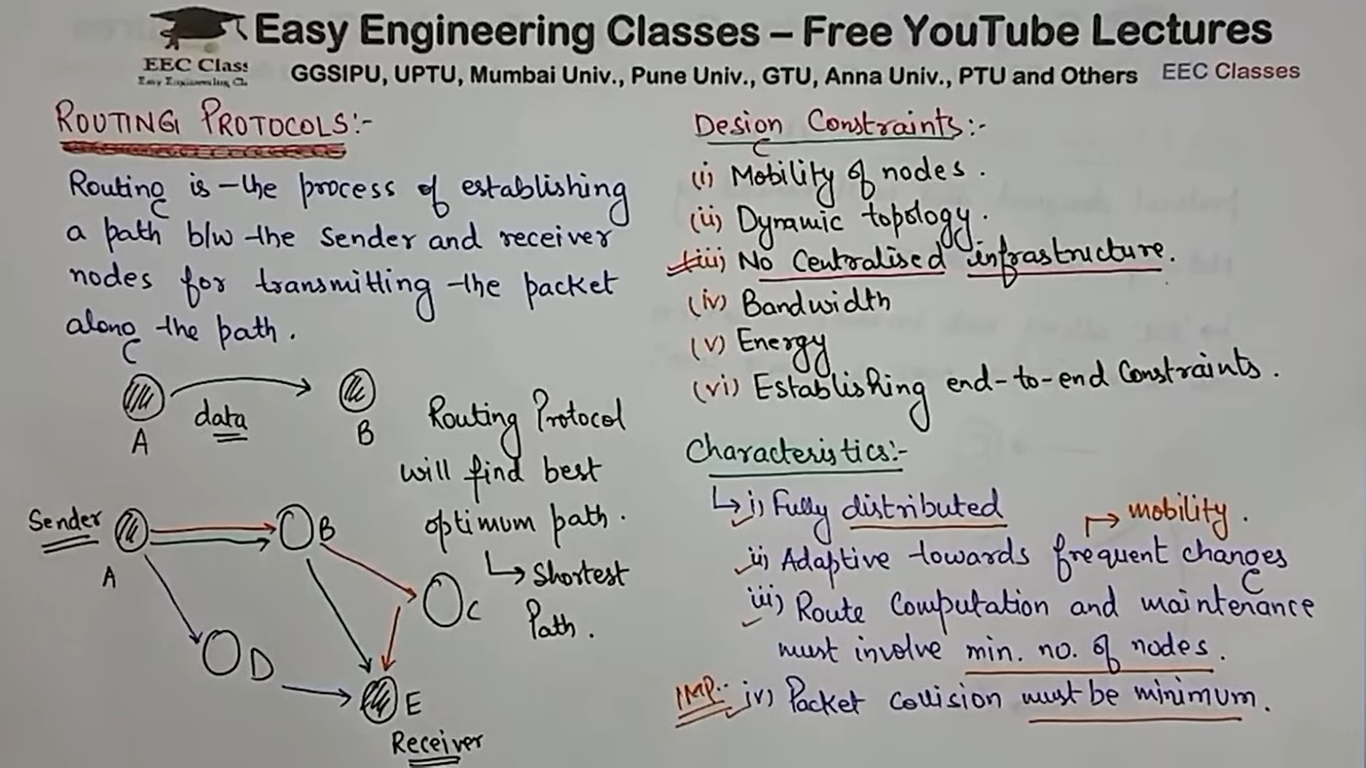 Easy Engineering Classes – Free YouTube Lectures
EEC Class
GGSIPU, UPTU, Mumbai Univ., Pune Univ., GTU, Anna Univ., PTU and Others
EEC Classes
ROUTING PROTOCOLS:-
Routing is the process of establishing
a path b/w the sender and receiver
nodes for transmitting the packet
along the path.
A
data
B
Routing Protocol
will find best
optimum path.
↳ Shortest
Path.
Sender
A
B
C
D
E
Receiver
Design Constraints:-
(i) Mobility of nodes.
(ii) Dynamic topology.
(iii) No Centralised infrastructure.
(iv) Bandwidth
(v) Energy
(vi) Establishing end-to-end Constraints.
Characteristics:-
↳ i) Fully distributed
↱ mobility.
ii) Adaptive towards frequent changes
iii) Route Computation and maintenance
must involve min. no. of nodes.
IMP:- iv) Packet collision must be minimum.